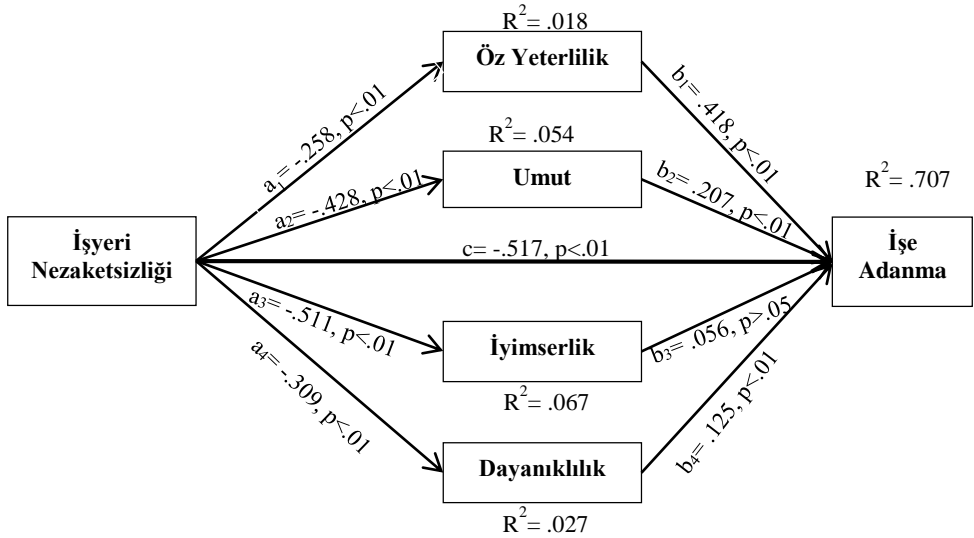 R² = .018
Öz Yeterlilik
a₁= -.258, p<.01
b₁= .418, p<.01
R²= .054
Umut
a₂= -.428, p<.01
b₂= .207, p<.01
R²= .707
İşyeri
Nezaketsizliği
c= -.517, p<.01
İşe
Adanma
a₃= -.511, p<.01
İyimserlik
b₃= .056, p>.05
R²= .067
a₄= -.309, p<.01
Dayanıklılık
b₄= .125, p<.01
R²= .027